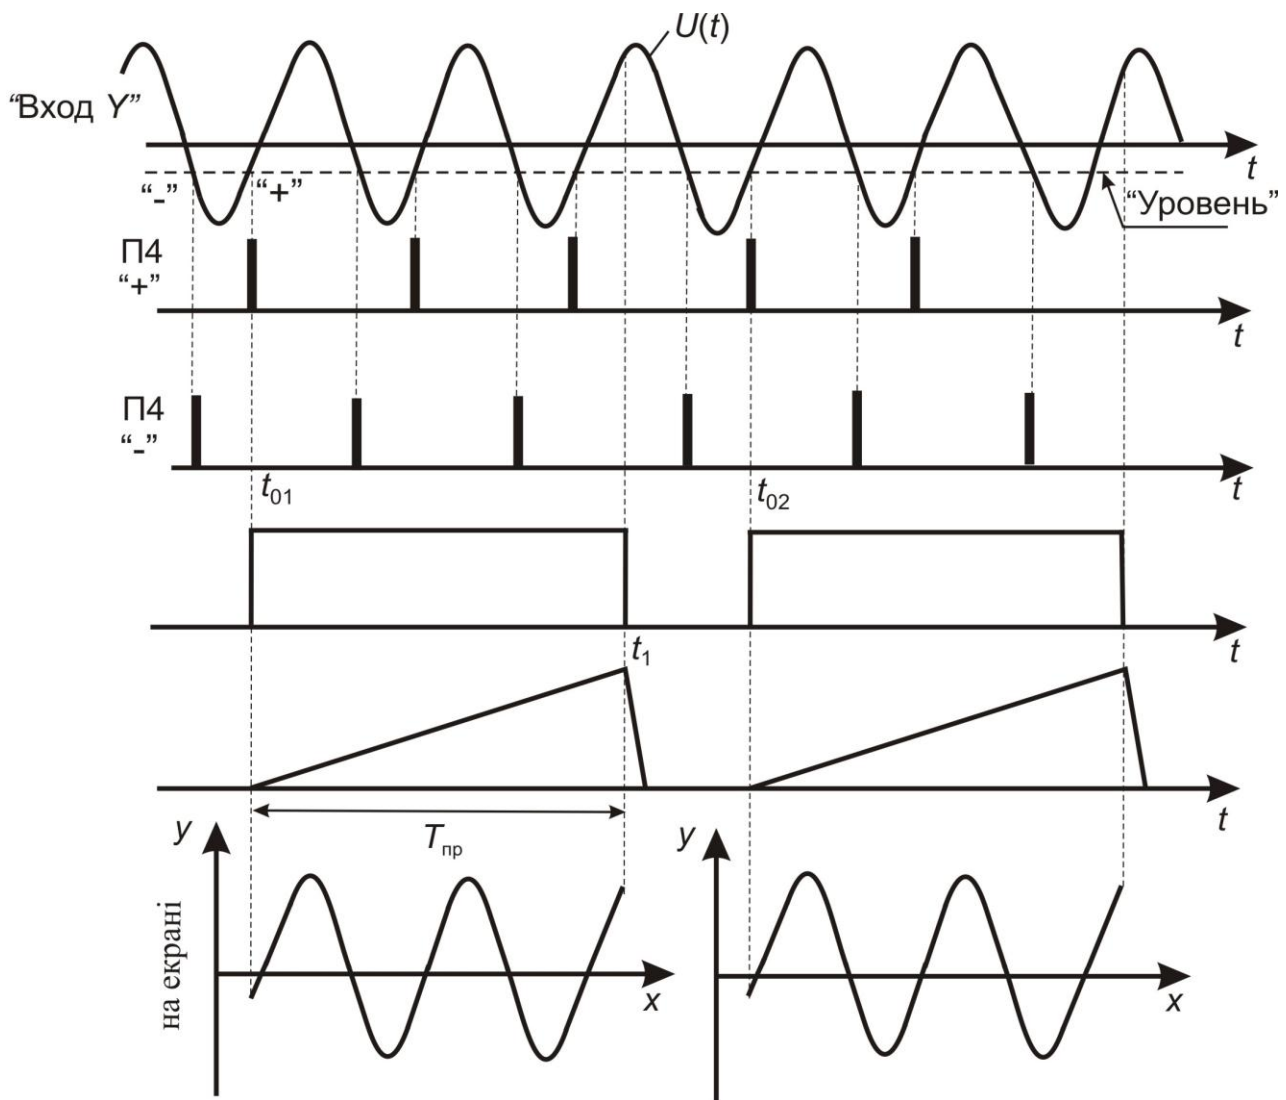 U(t)
“Вход Y”
t
“-”
“+”
“Уровень”
П4
“+”
t
П4
“-”
t₀₁
t₀₂
t
t₁
t
t
Tпр
y
y
на екрані
x
x